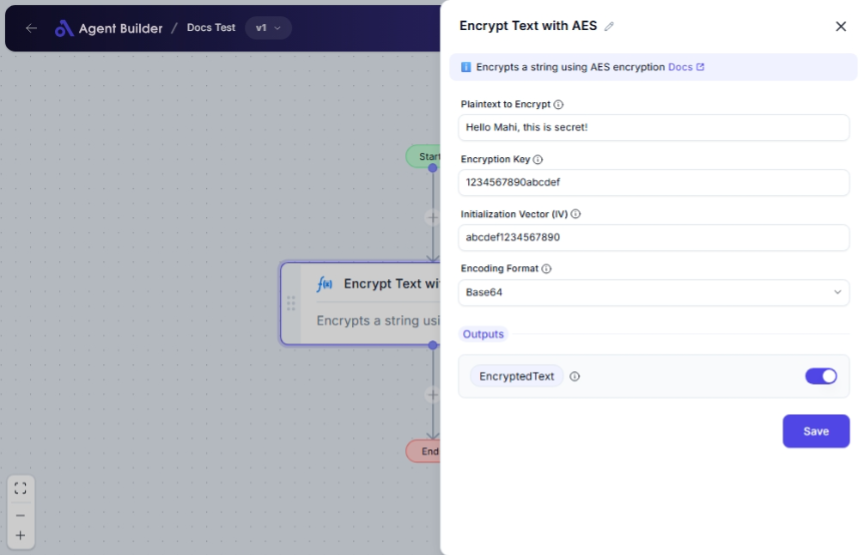 Agent Builder / Docs Test v1
Start
Encrypt Text wi
Encrypts a string usi
End
Encrypt Text with AES
Encrypts a string using AES encryption Docs
Plaintext to Encrypt
Hello Mahi, this is secret!
Encryption Key
1234567890abcdef
Initialization Vector (IV)
abcdef1234567890
Encoding Format
Base64
Outputs
EncryptedText
Save